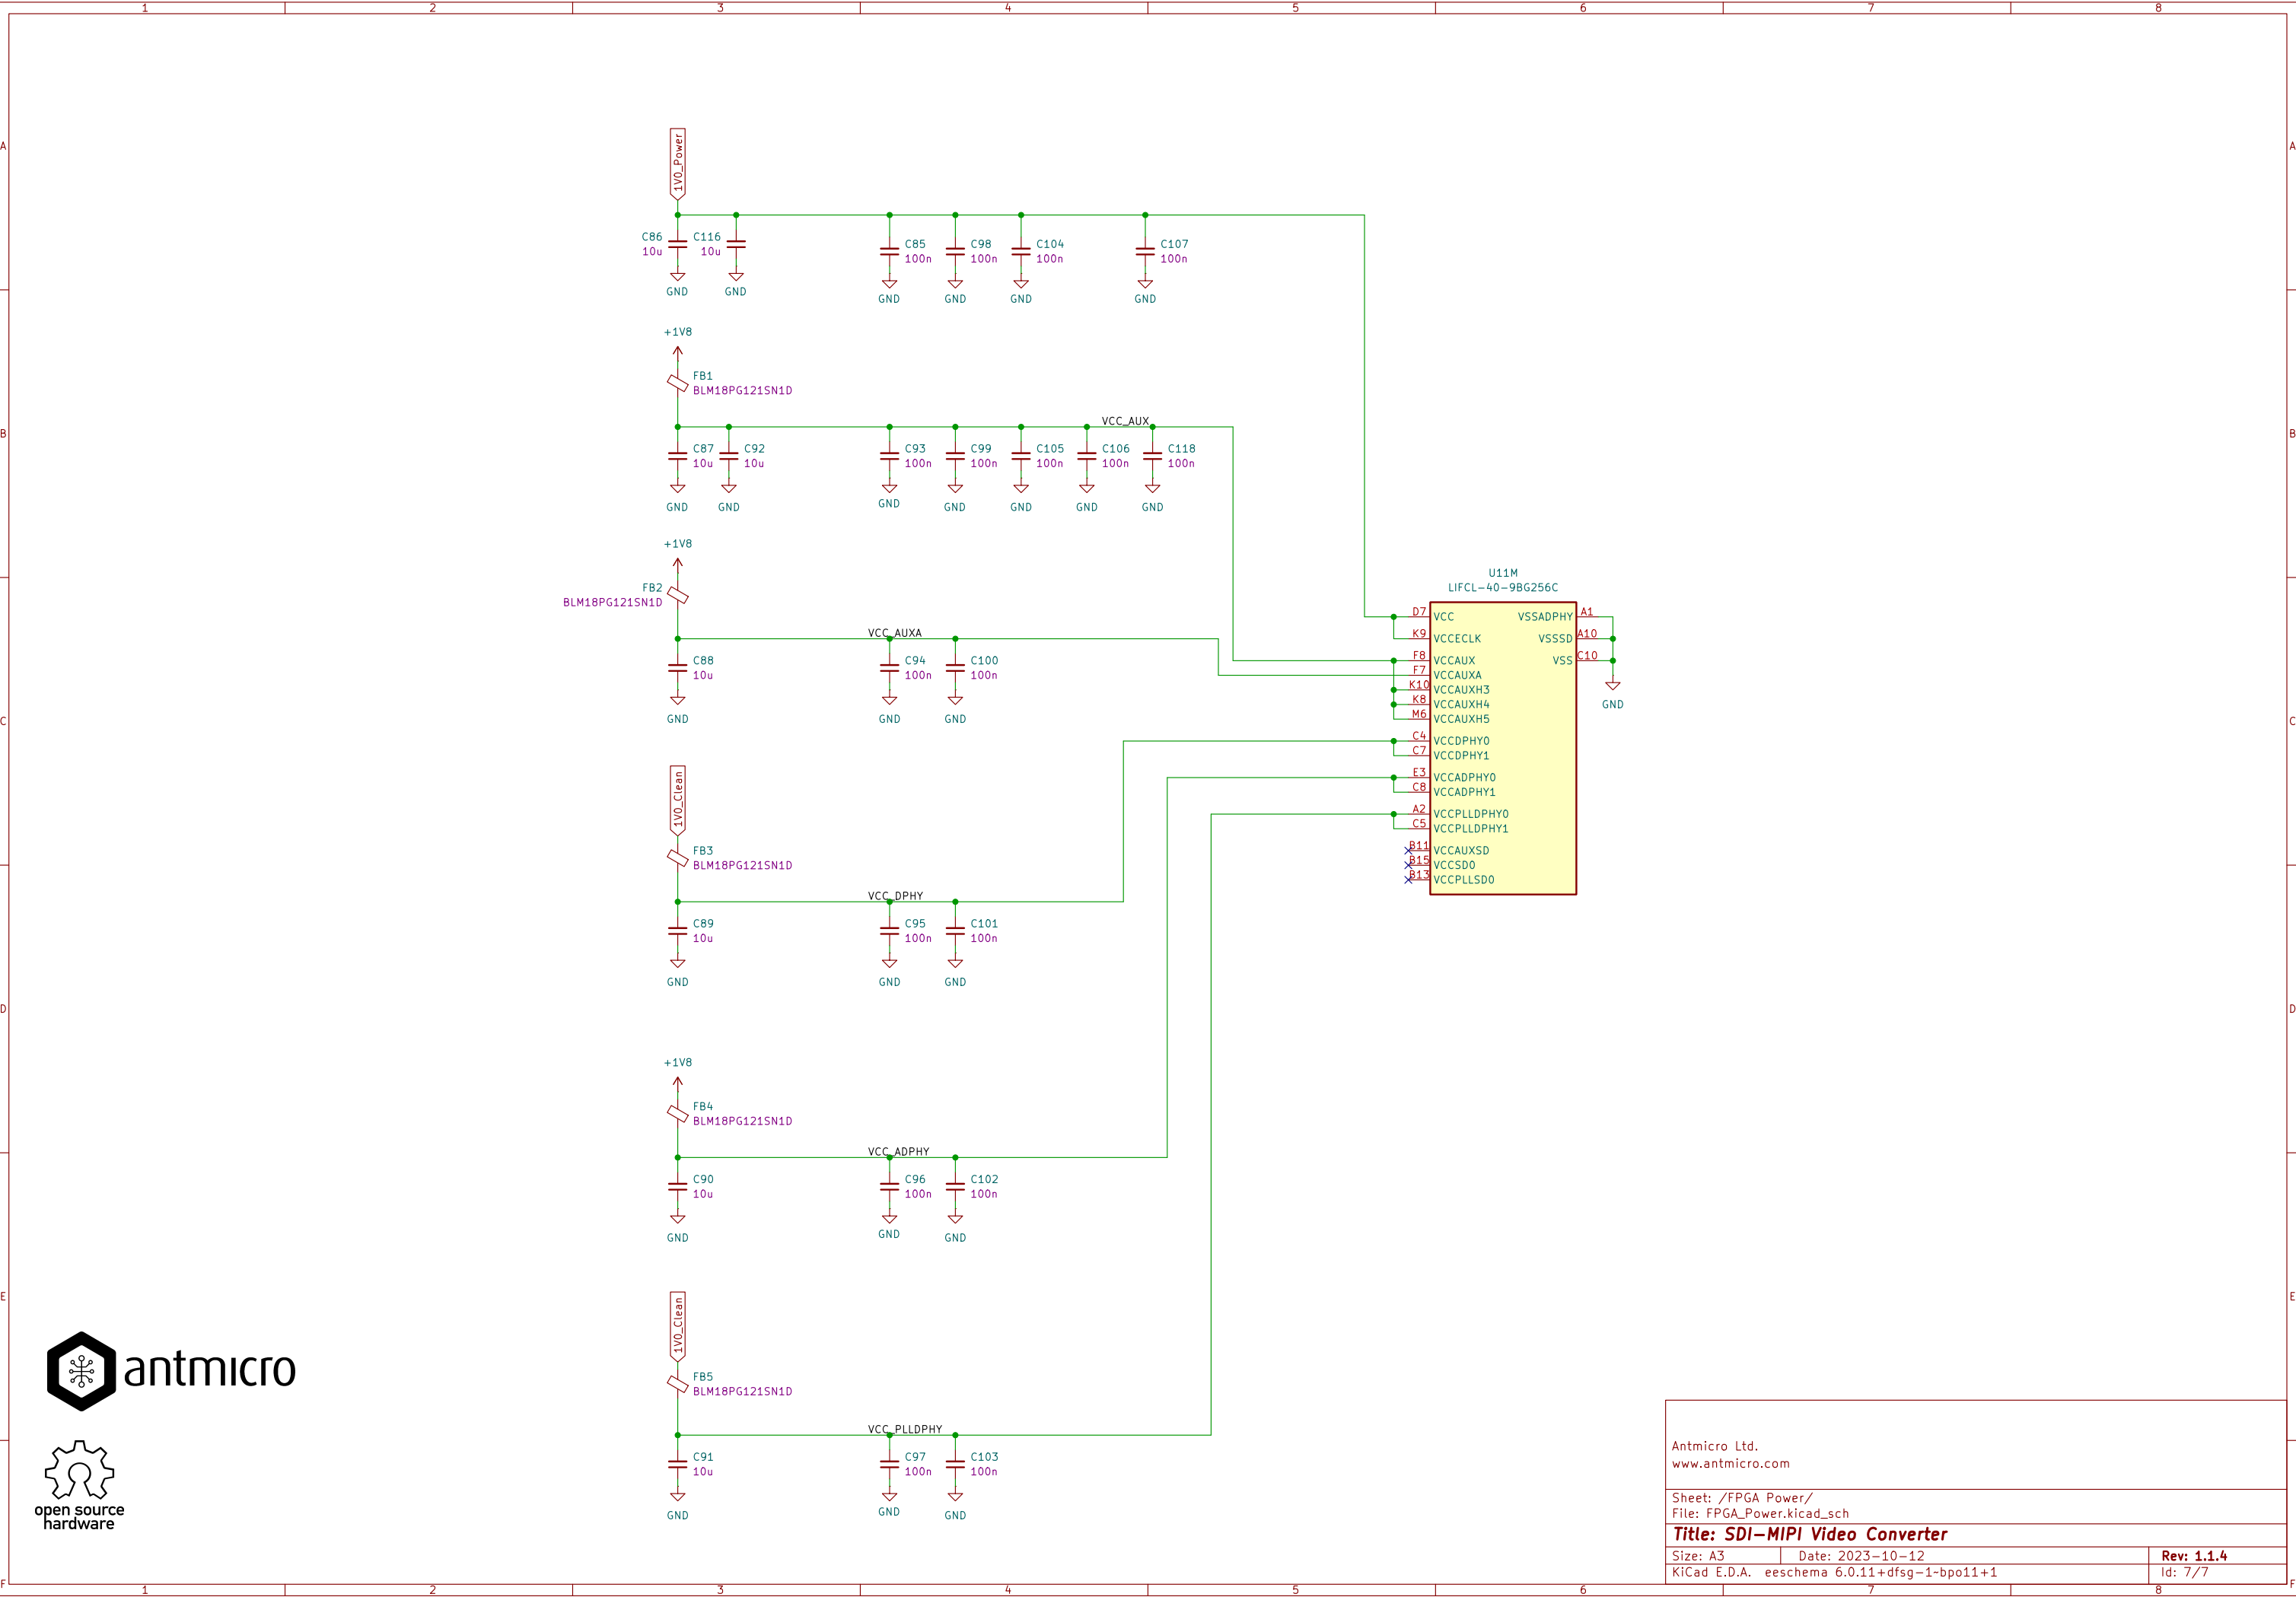 1 2 3 4 5 6 7 8
A A
1V0_Power
C86 10u
C116 10u
C85 100n
C98 100n
C104 100n
C107 100n
GND GND GND GND GND GND
+1V8
FB1
BLM18PG121SN1D
B B
VCC_AUX
C87 10u
C92 10u
C93 100n
C99 100n
C105 100n
C106 100n
C118 100n
GND GND GND GND GND GND GND
+1V8
FB2
BLM18PG121SN1D
VCC_AUXA
C88 10u
C94 100n
C100 100n
GND GND GND
C C
U11M
LIFCL-40-9BG256C
D7 VCC
K9 VCCECLK
F8 VCCAUX
F7 VCCAUXA
K10 VCCAUXH3
K8 VCCAUXH4
M6 VCCAUXH5
C4 VCCDPHY0
C7 VCCDPHY1
E3 VCCADPHY0
C8 VCCADPHY1
A2 VCCPLLDPHY0
C5 VCCPLLDPHY1
B11 VCCAUXSD
B15 VCCSD0
B13 VCCPLLSD0
VSSADPHY A1
VSSSD A10
VSS C10
GND
1V0_Clean
FB3
BLM18PG121SN1D
VCC_DPHY
C89 10u
C95 100n
C101 100n
GND GND GND
D D
+1V8
FB4
BLM18PG121SN1D
VCC_ADPHY
C90 10u
C96 100n
C102 100n
GND GND GND
E E
1V0_Clean
FB5
BLM18PG121SN1D
VCC_PLLDPHY
C91 10u
C97 100n
C103 100n
GND GND GND
antmicro
open source
hardware
Antmicro Ltd.
www.antmicro.com
Sheet: /FPGA Power/
File: FPGA_Power.kicad_sch
Title: SDI-MIPI Video Converter
Size: A3 Date: 2023-10-12 Rev: 1.1.4
KiCad E.D.A. eeschema 6.0.11+dfsg-1~bpo11+1 Id: 7/7
F F
1 2 3 4 5 6 7 8